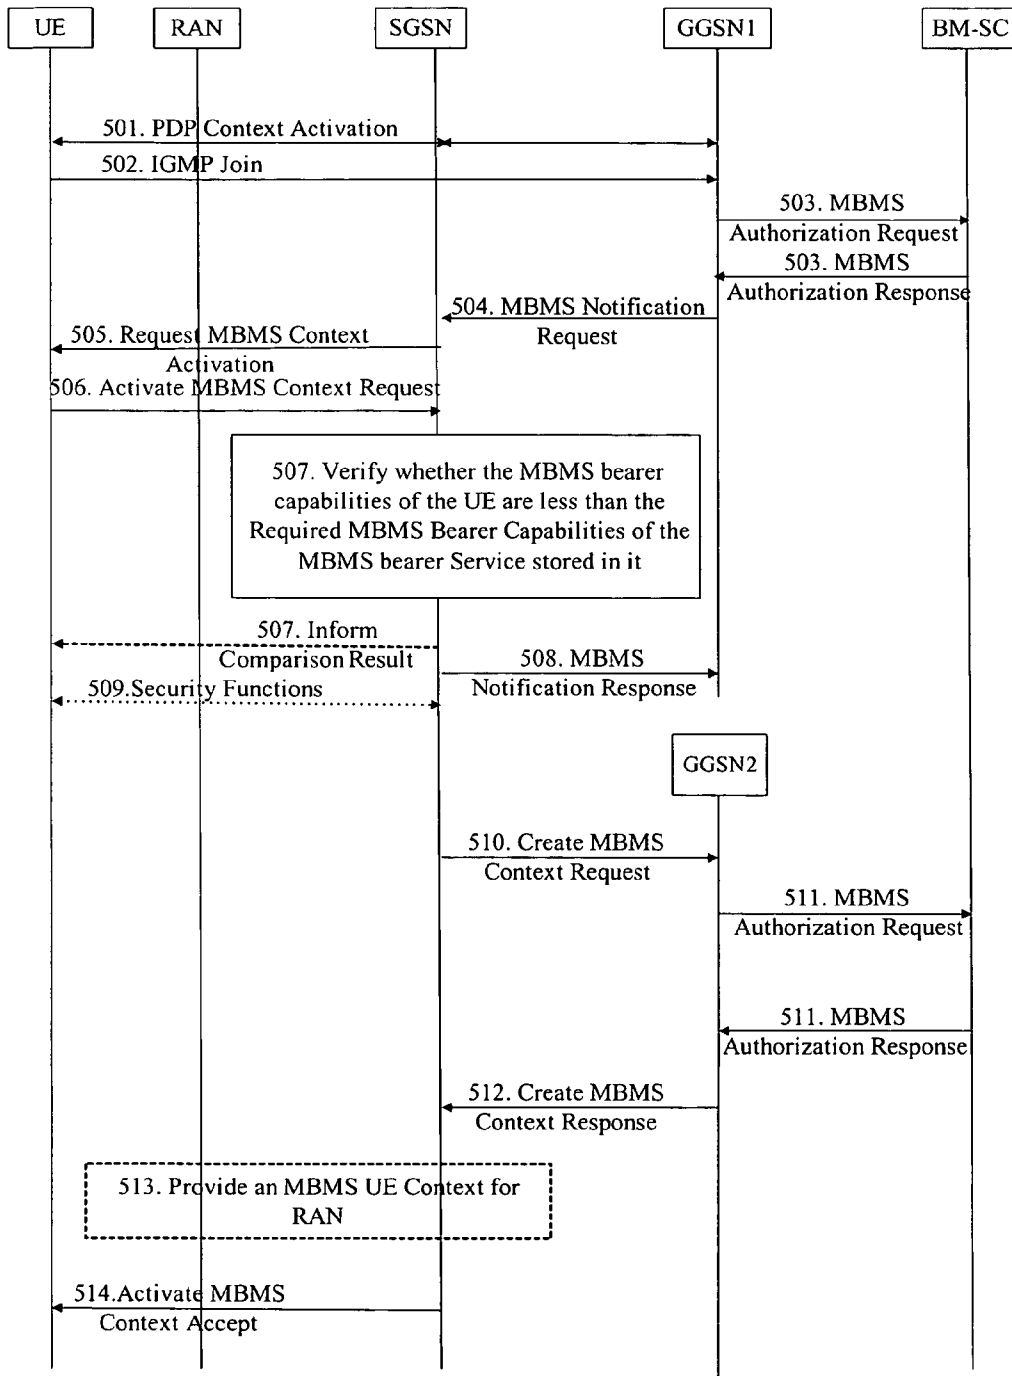 UE
RAN
SGSN
GGSN1
BM-SC
501. PDP Context Activation
502. IGMP Join
503. MBMS
Authorization Request
503. MBMS
Authorization Response
504. MBMS Notification
Request
505. Request MBMS Context
Activation
506. Activate MBMS Context Request
507. Verify whether the MBMS bearer
capabilities of the UE are less than the
Required MBMS Bearer Capabilities of the
MBMS bearer Service stored in it
507. Inform
Comparison Result
508. MBMS
Notification Response
509.Security Functions
GGSN2
510. Create MBMS
Context Request
511. MBMS
Authorization Request
511. MBMS
Authorization Response
512. Create MBMS
Context Response
513. Provide an MBMS UE Context for
RAN
514.Activate MBMS
Context Accept